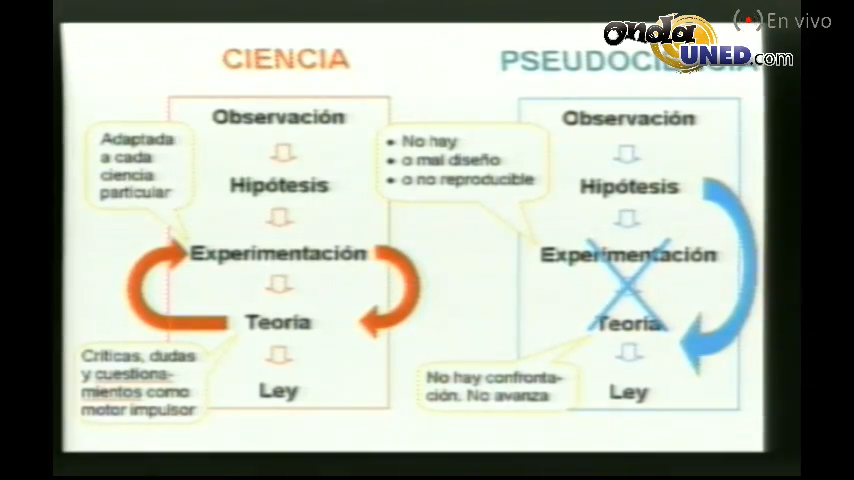 En vivo
onda
UNED.com
CIENCIA
Observación
Adaptada
a cada
ciencia
particular
Hipótesis
Experimentación
Teoría
Críticas, dudas
y cuestiona-
mientos como
motor impulsor
Ley
PSEUDOCIENCIA
Observación
• No hay
• o mal diseño
• o no reproducible
Hipótesis
Experimentación
Teoría
No hay confronta-
ción. No avanza
Ley